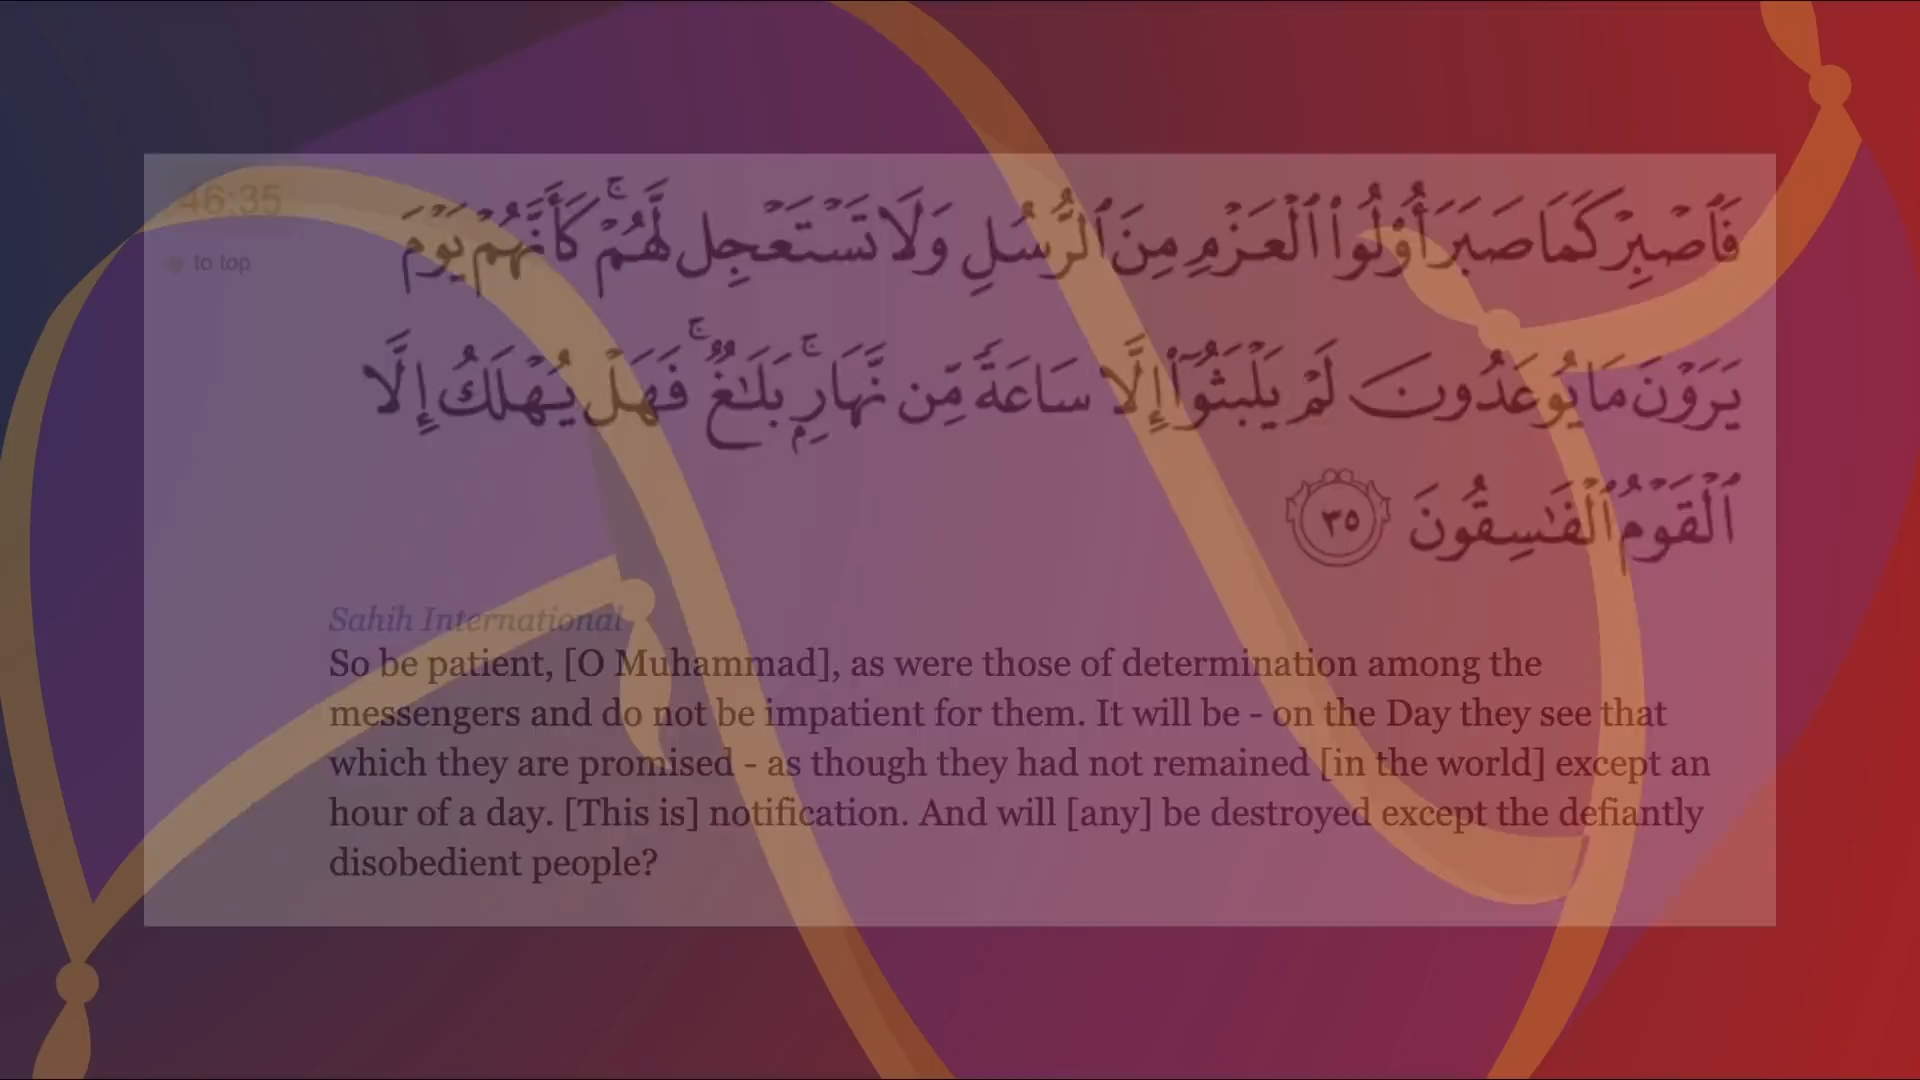 46:35
to top
فَٱصْبِرْ كَمَا صَبَرَ أُو۟لُوا۟ ٱلْعَزْمِ مِنَ ٱلرُّسُلِ وَلَا تَسْتَعْجِل لَّهُمْ ۚ كَأَنَّهُمْ يَوْمَ
يَرَوْنَ مَا يُوعَدُونَ لَمْ يَلْبَثُوٓا۟ إِلَّا سَاعَةً مِّن نَّهَارٍۭ ۚ بَلَـٰغٌ ۚ فَهَلْ يُهْلَكُ إِلَّا
ٱلْقَوْمُ ٱلْفَـٰسِقُونَ ٣٥
Sahih International
So be patient, [O Muhammad], as were those of determination among the
messengers and do not be impatient for them. It will be - on the Day they see that
which they are promised - as though they had not remained [in the world] except an
hour of a day. [This is] notification. And will [any] be destroyed except the defiantly
disobedient people?